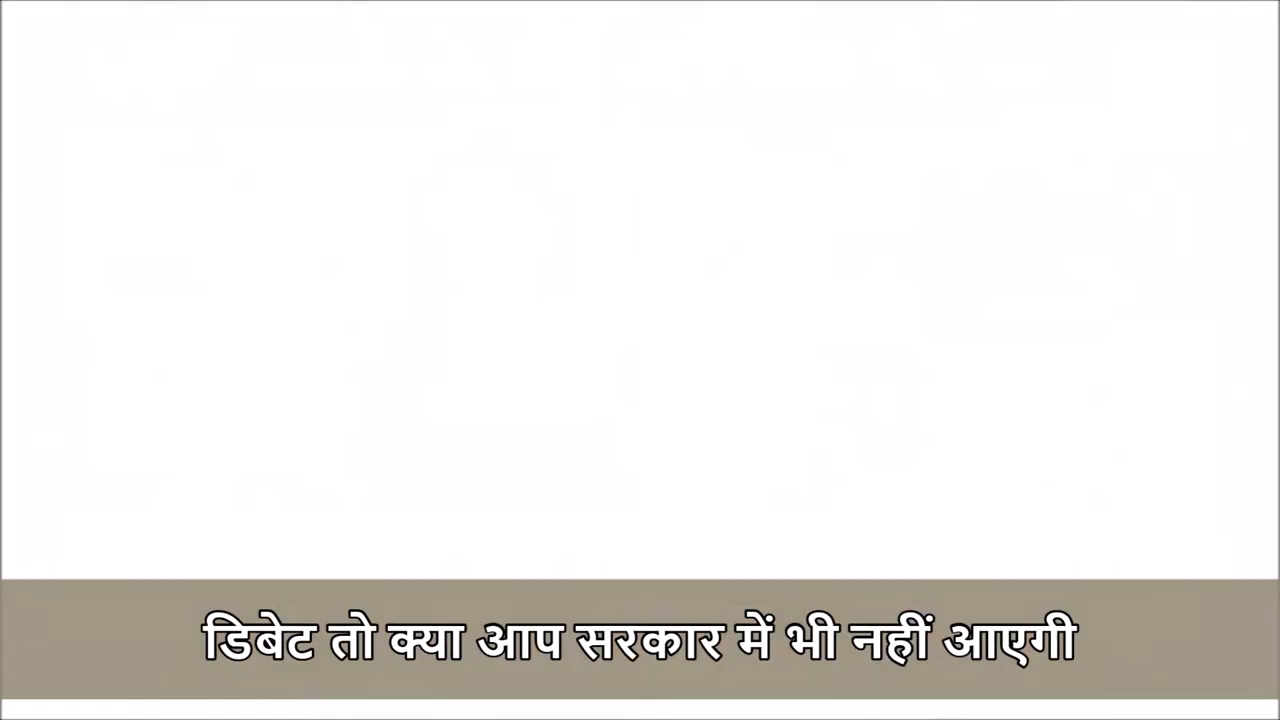 डिबेट तो क्या आप सरकार में भी नहीं आएगी